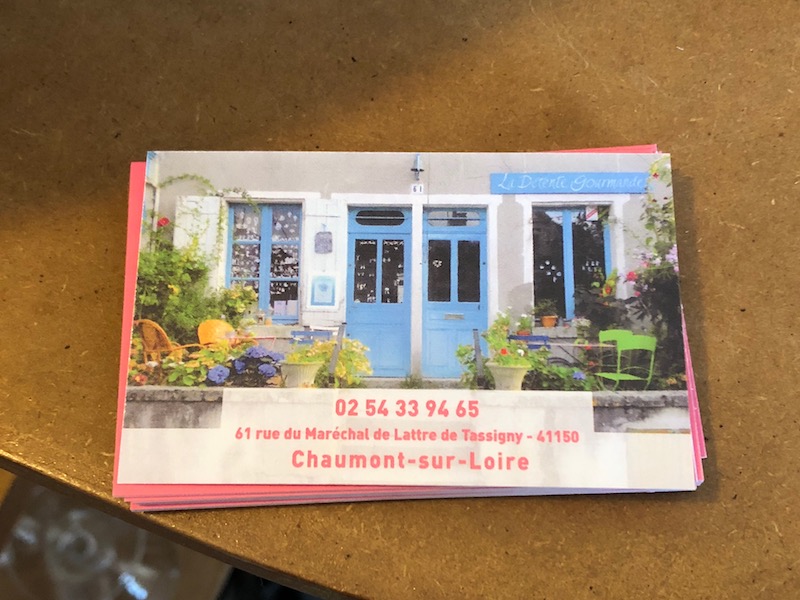 61
La Détente Gourmande
02 54 33 94 65
61 rue du Maréchal de Lattre de Tassigny - 41150
Chaumont-sur-Loire